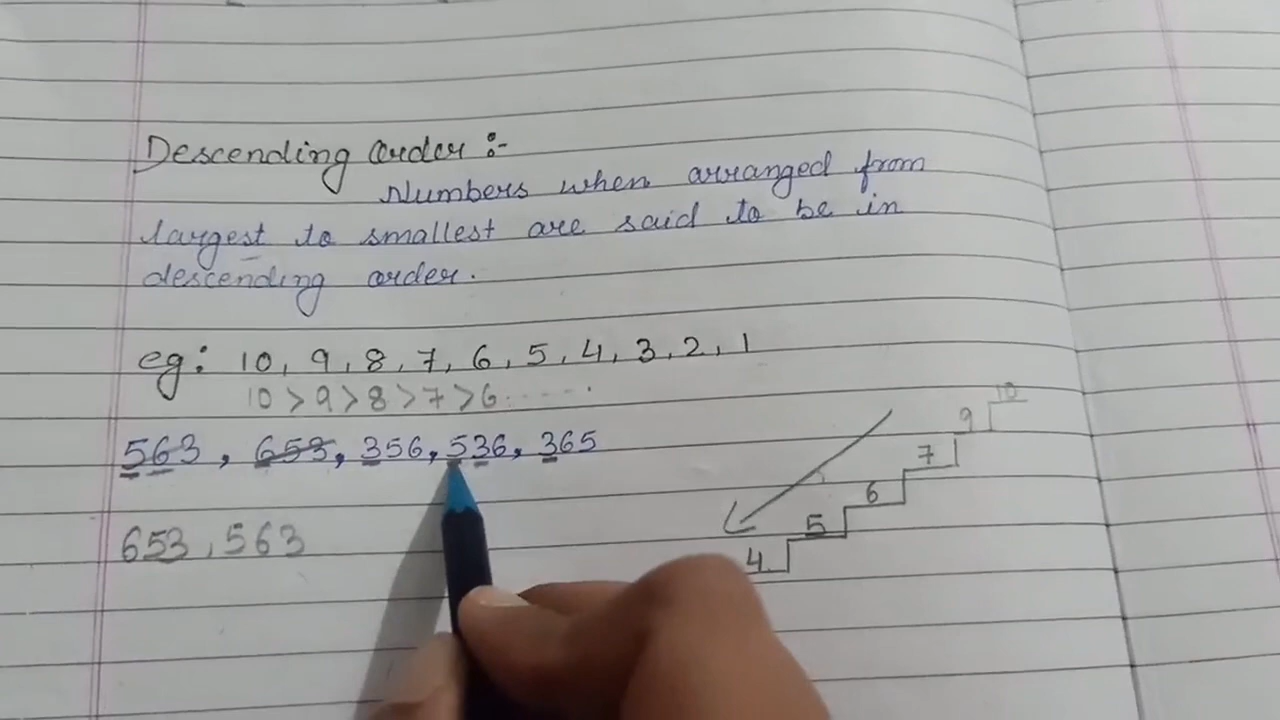 Descending order :-
Numbers when arranged from
largest to smallest are said to be in
descending order.
eg: 10, 9, 8, 7, 6, 5, 4, 3, 2, 1
10 > 9 > 8 > 7 > 6......
563, 653, 356, 536, 365
653, 563
10
9
7
6
5
4